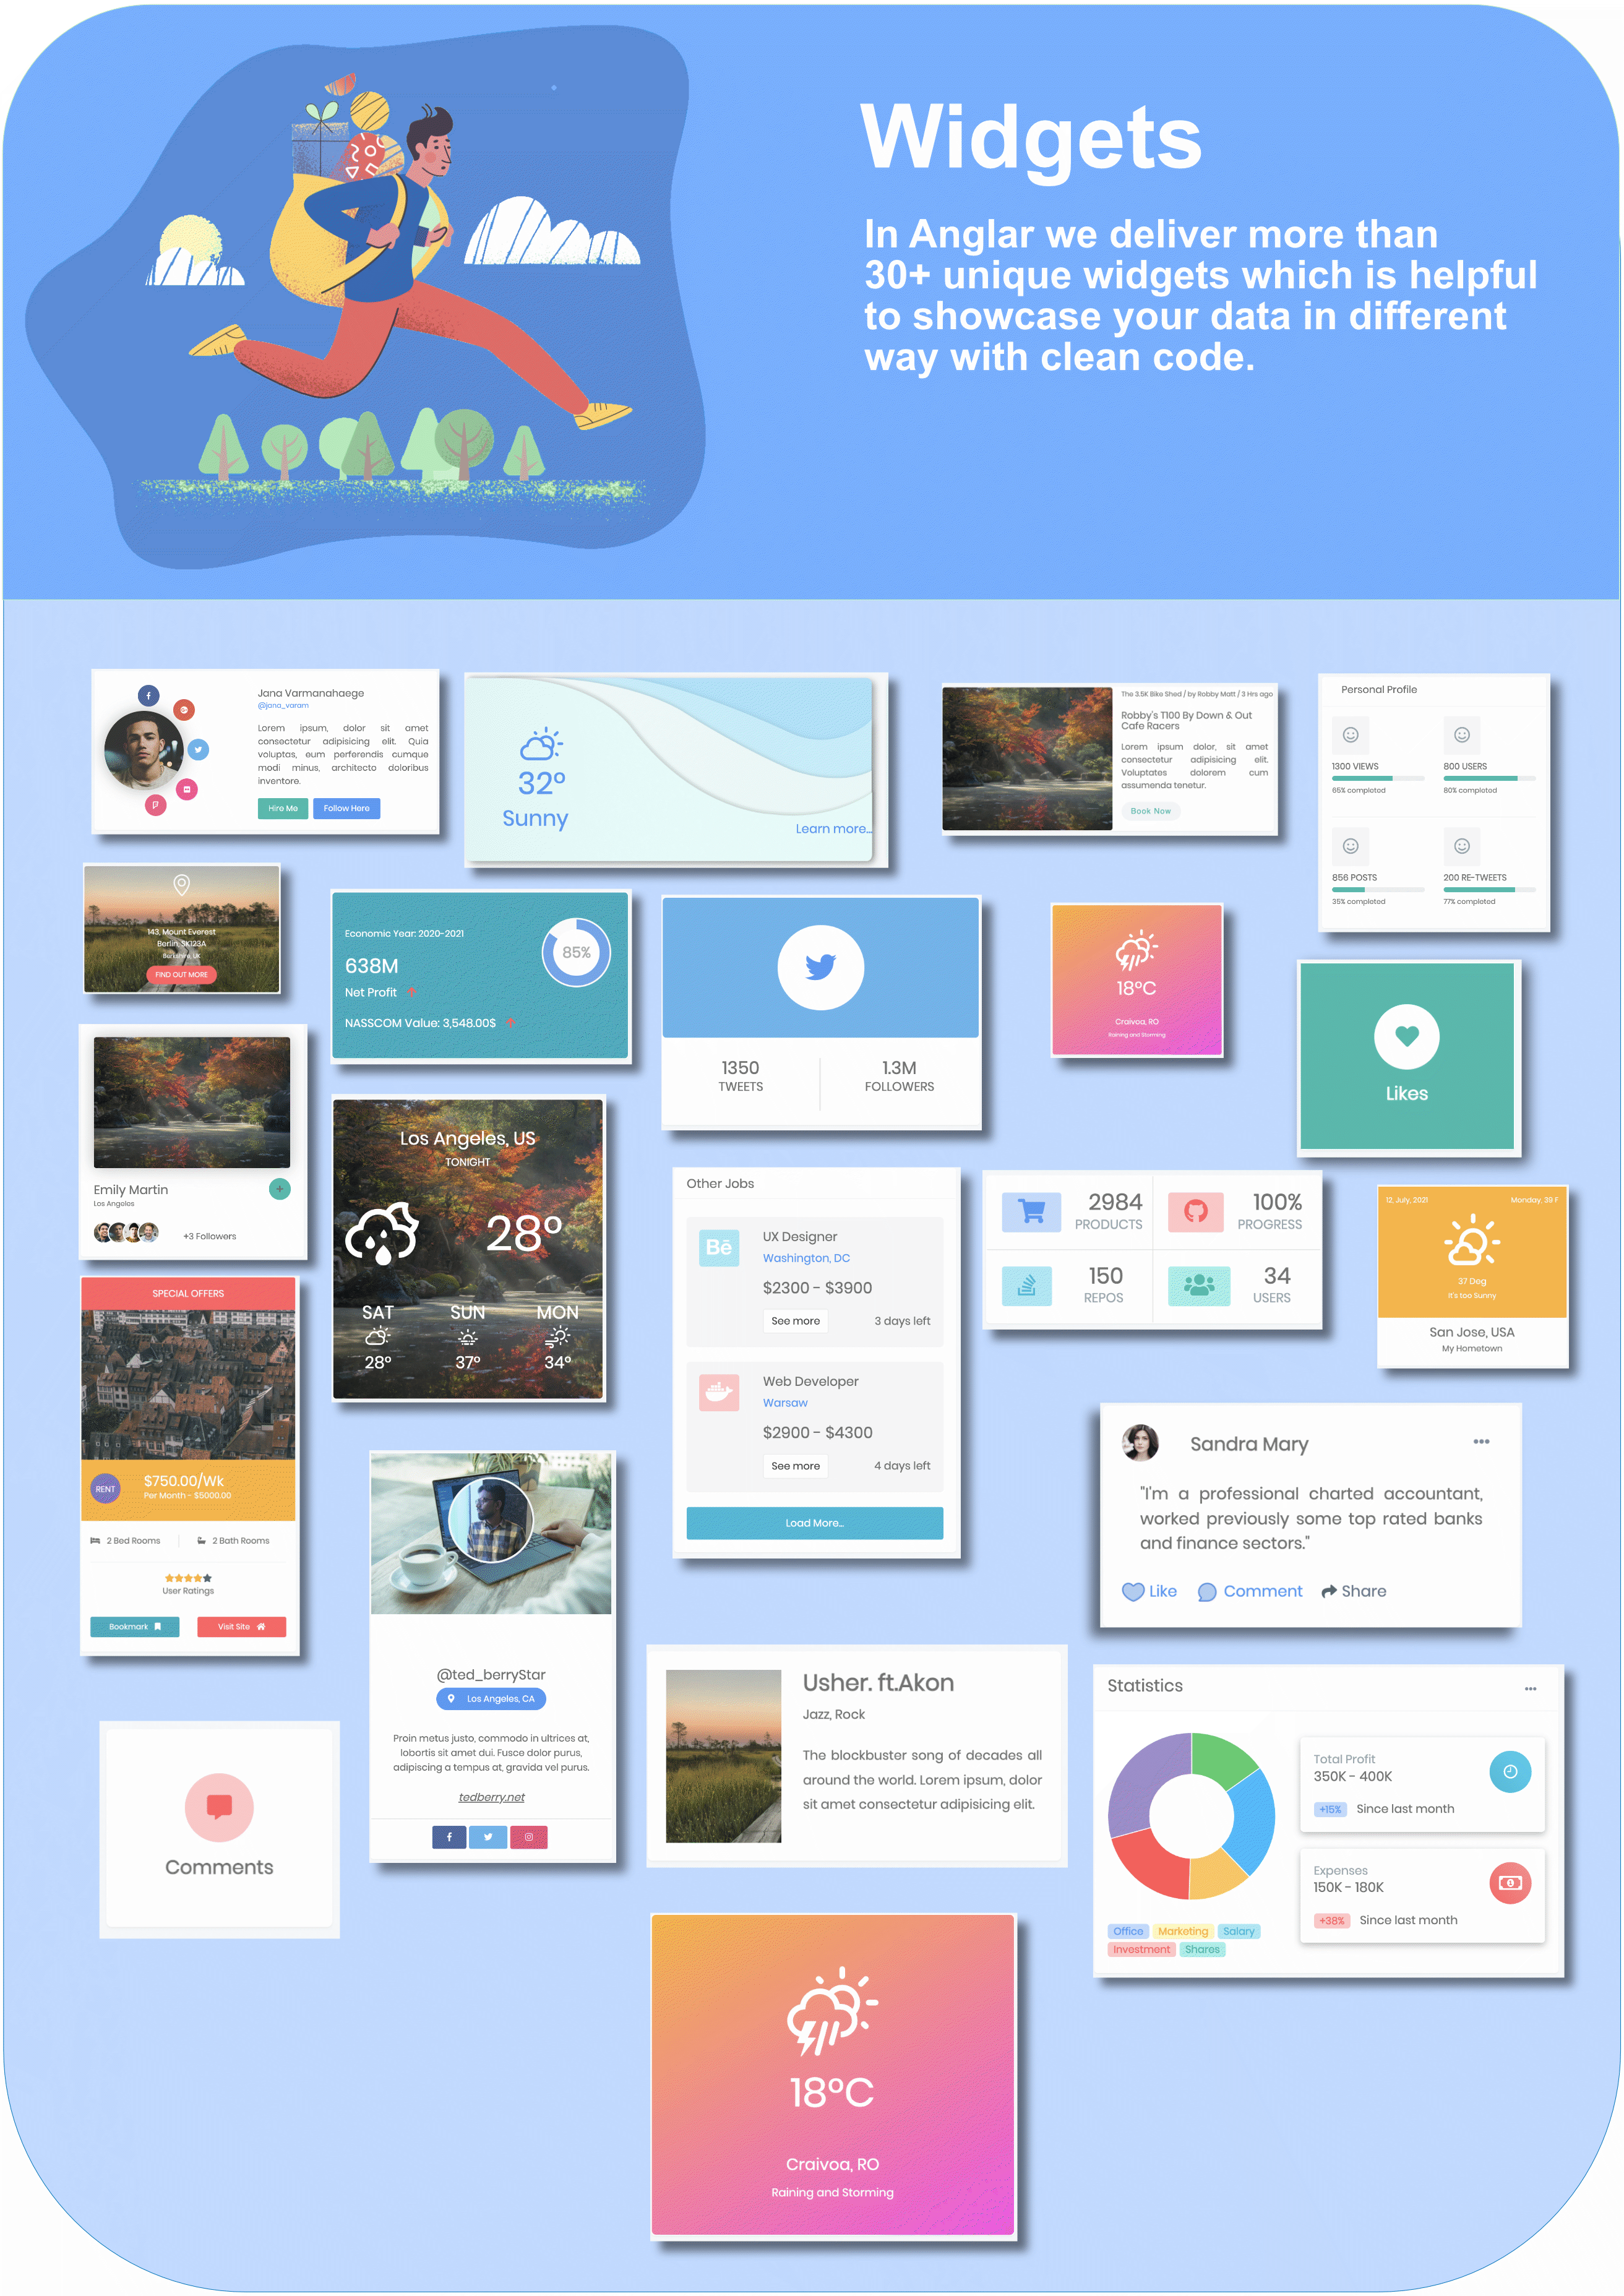 Widgets
In Anglar we deliver more than
30+ unique widgets which is helpful
to showcase your data in different
way with clean code.
Jana Varmanahaege
@jana_varam
Lorem ipsum, dolor sit amet
consectetur adipisicing elit. Quia
voluptas, eum perferendis cumque
modi minus, architecto doloribus
inventore.
Hire Me
Follow Here
32°
Sunny
Learn more...
The 3.5K Bike Shed / by Robby Matt / 3 Hrs ago
Robby's T100 By Down & Out
Cafe Racers
Lorem ipsum dolor, sit amet
consectetur adipisicing elit.
Voluptates dolorem cum
assumenda tenetur.
Book Now
Personal Profile
1300 VIEWS
65% completed
800 USERS
80% completed
856 POSTS
35% completed
200 RE-TWEETS
77% completed
143, Mount Everest
Berlin, SK123A
Berkshire, UK
FIND OUT MORE
Economic Year: 2020-2021
638M
Net Profit
NASSCOM Value: 3,548.00$
85%
1350
TWEETS
1.3M
FOLLOWERS
18°C
Craivoa, RO
Raining and Storming
Likes
Emily Martin
Los Angeles
+3 Followers
Los Angeles, US
TONIGHT
28°
SAT SUN MON
28° 37° 34°
Other Jobs
Bē
UX Designer
Washington, DC
$2300 - $3900
See more
3 days left
Web Developer
Warsaw
$2900 - $4300
See more
4 days left
Load More...
2984
PRODUCTS
100%
PROGRESS
150
REPOS
34
USERS
12, July, 2021
Monday, 39 F
37 Deg
It's too Sunny
San Jose, USA
My Hometown
SPECIAL OFFERS
RENT
$750.00/Wk
Per Month - $5000.00
2 Bed Rooms
2 Bath Rooms
User Ratings
Bookmark
Visit Site
Sandra Mary
"I'm a professional charted accountant,
worked previously some top rated banks
and finance sectors."
Like Comment Share
@ted_berryStar
Los Angeles, CA
Proin metus justo, commodo in ultrices at,
lobortis sit amet dui. Fusce dolor purus,
adipiscing a tempus at, gravida vel purus.
tedberry.net
Usher. ft.Akon
Jazz, Rock
The blockbuster song of decades all
around the world. Lorem ipsum, dolor
sit amet consectetur adipisicing elit.
Statistics
Total Profit
350K - 400K
+15% Since last month
Expenses
150K - 180K
+38% Since last month
Office Marketing Salary
Investment Shares
Comments
18°C
Craivoa, RO
Raining and Storming